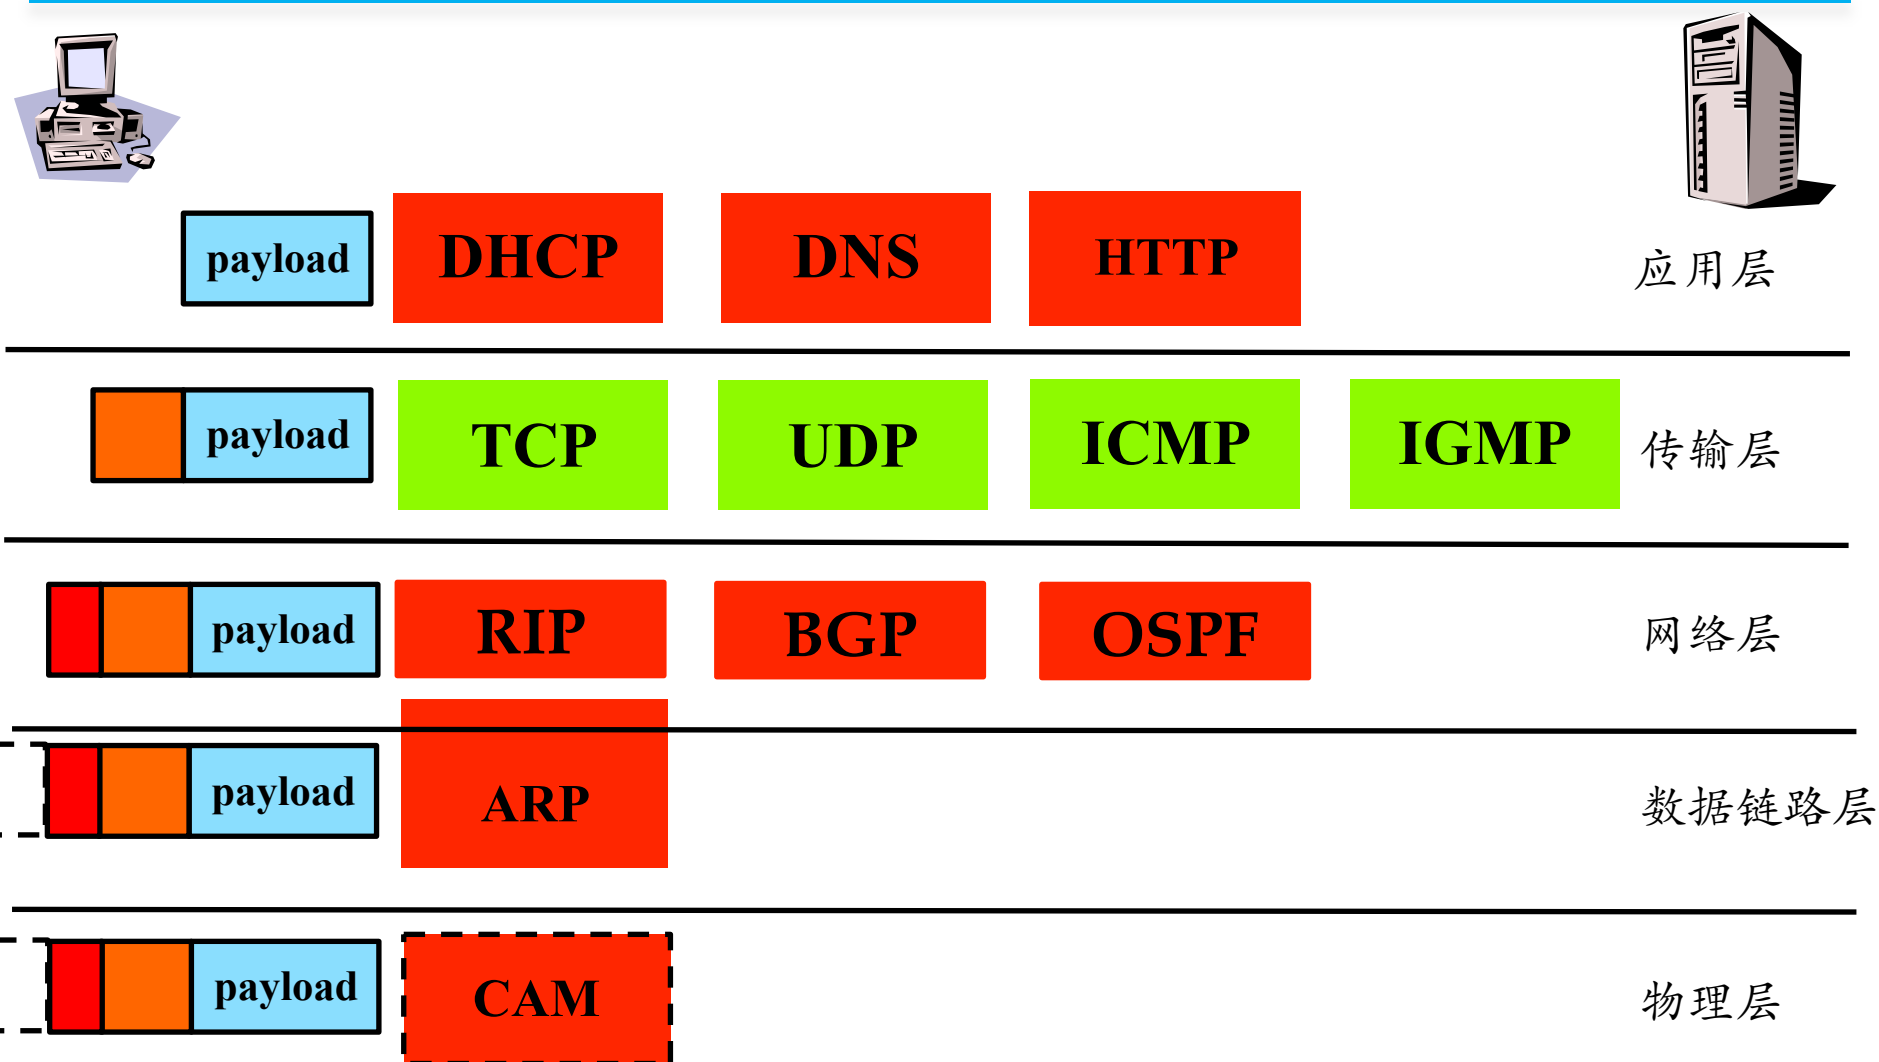 payload DHCP DNS HTTP 应用层
payload TCP UDP ICMP IGMP 传输层
payload RIP BGP OSPF 网络层
payload ARP 数据链路层
payload CAM 物理层